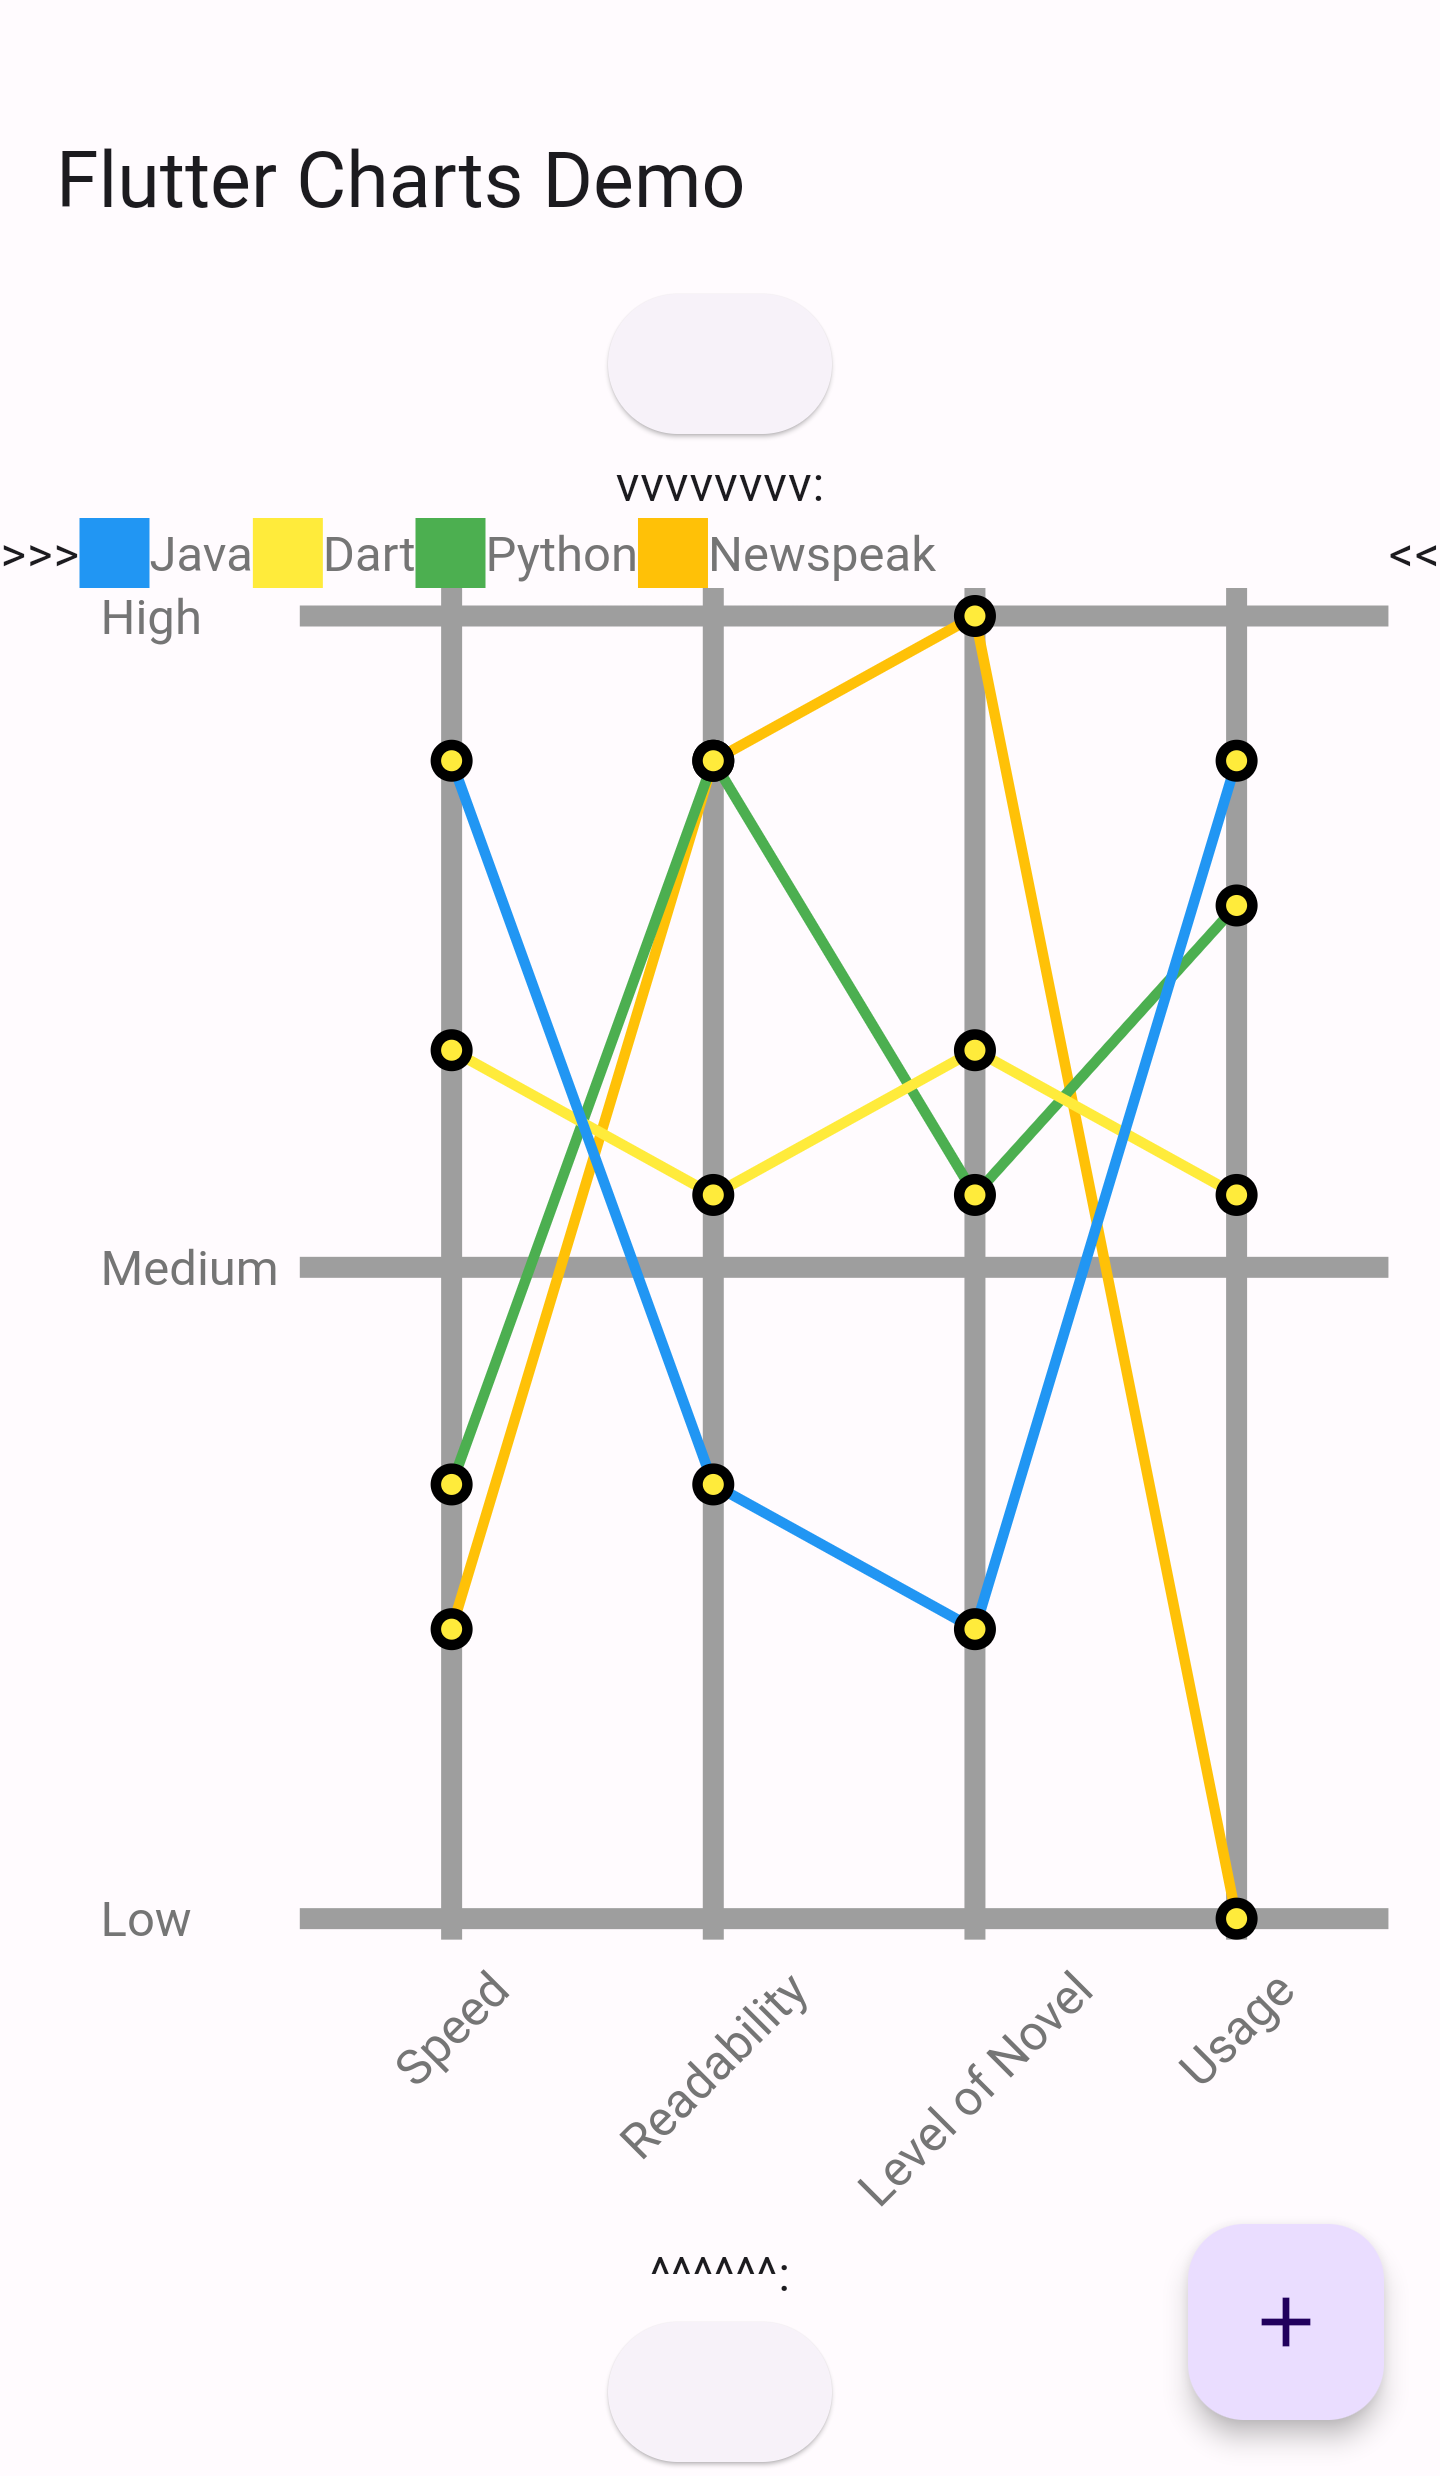 Flutter Charts Demo
vvvvvvvv:
>>> Java Dart Python Newspeak <<
High
Medium
Low
Speed
Readability
Level of Novel
Usage
^^^^^^:
+